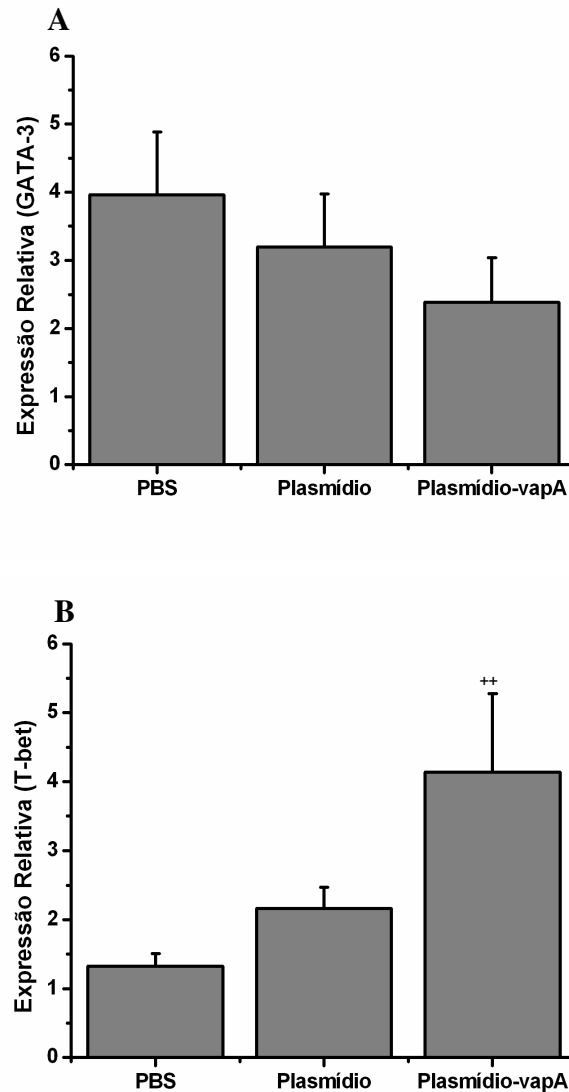 A
Expressão Relativa (GATA-3)
6
5
4
3
2
1
0
PBS Plasmídio Plasmídio-vapA
B
Expressão Relativa (T-bet)
6
5
4
3
2
1
0
++
PBS Plasmídio Plasmídio-vapA